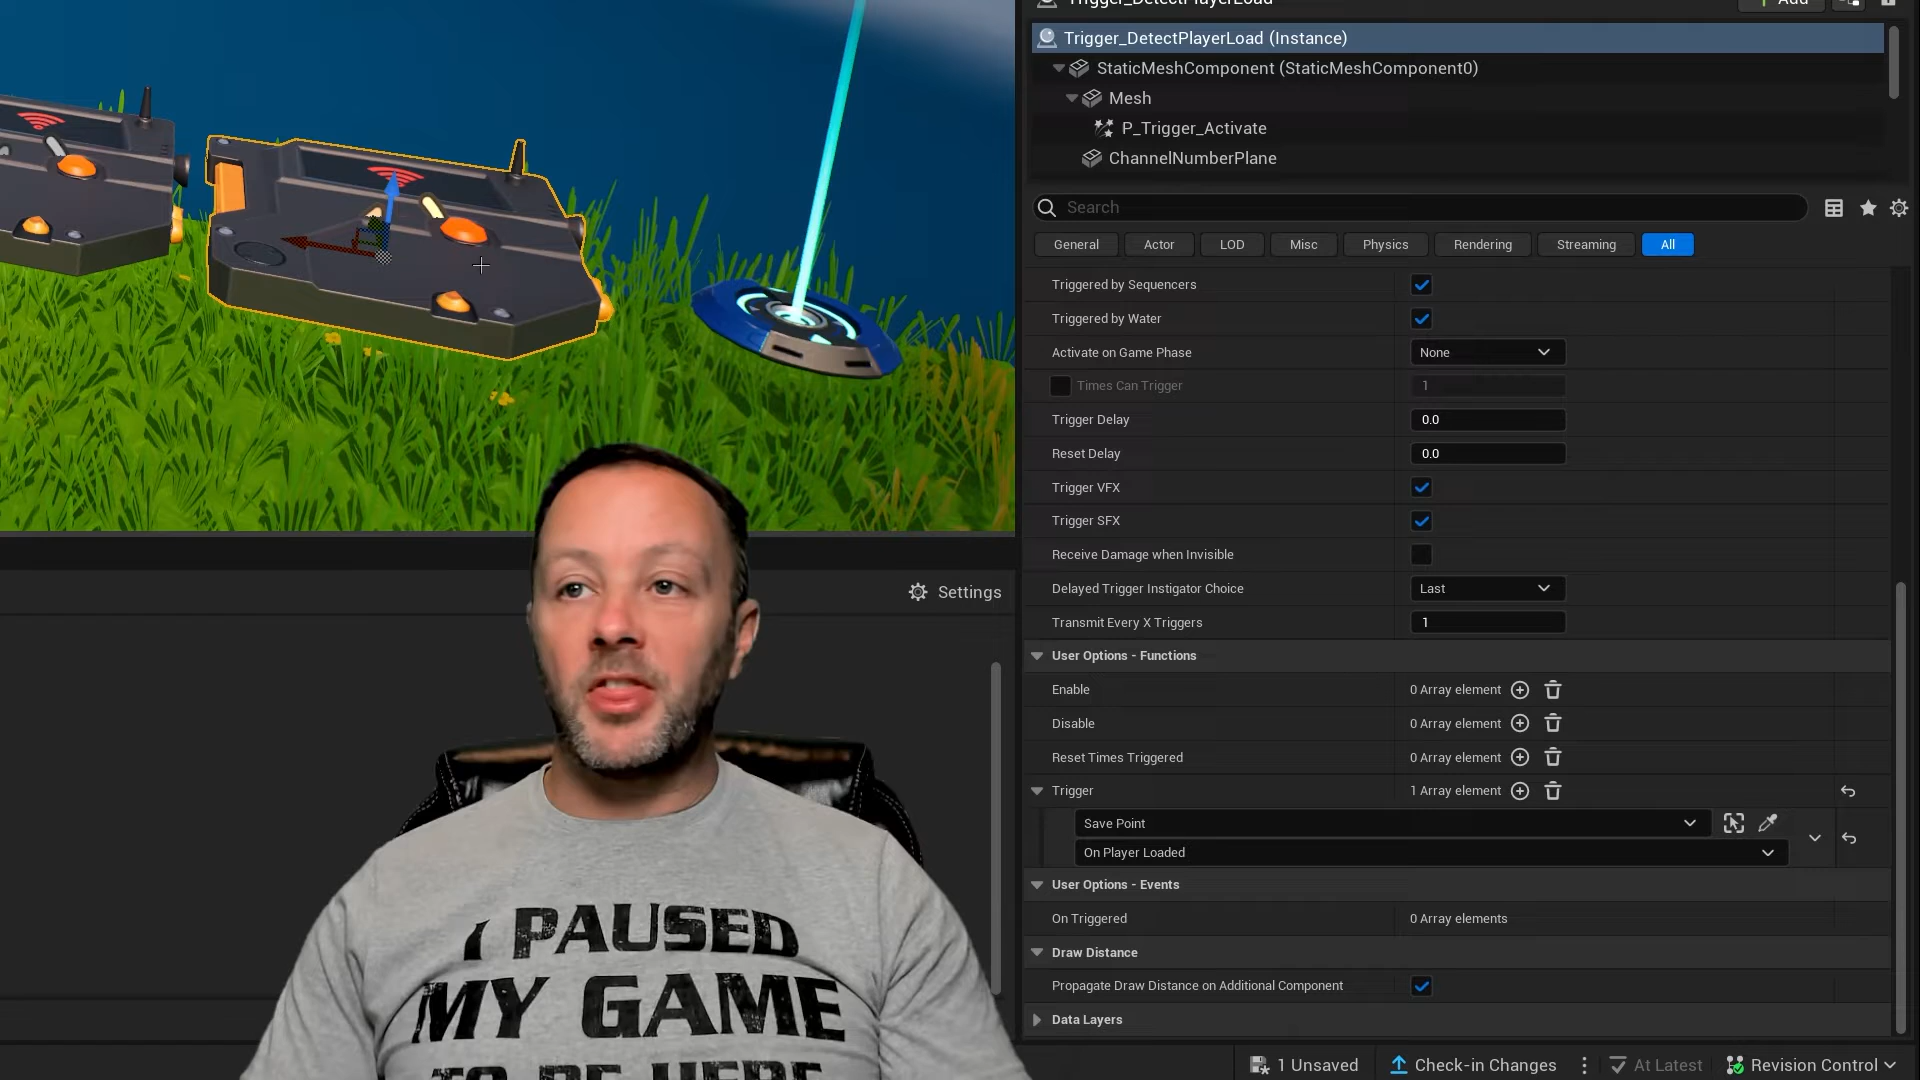 Trigger_DetectPlayerLoad
Add
Trigger_DetectPlayerLoad (Instance)
StaticMeshComponent (StaticMeshComponent0)
Mesh
P_Trigger_Activate
ChannelNumberPlane
Search
General Actor LOD Misc Physics Rendering Streaming All
Triggered by Sequencers
Triggered by Water
Activate on Game Phase None
Times Can Trigger 1
Trigger Delay 0.0
Reset Delay 0.0
Trigger VFX
Trigger SFX
Receive Damage when Invisible
Delayed Trigger Instigator Choice Last
Transmit Every X Triggers 1
User Options - Functions
Enable 0 Array element
Disable 0 Array element
Reset Times Triggered 0 Array element
Trigger 1 Array element
Save Point
On Player Loaded
User Options - Events
On Triggered 0 Array elements
Draw Distance
Propagate Draw Distance on Additional Component
Data Layers
1 Unsaved Check-in Changes At Latest Revision Control
Settings
I PAUSED
MY GAME
TO BE HERE